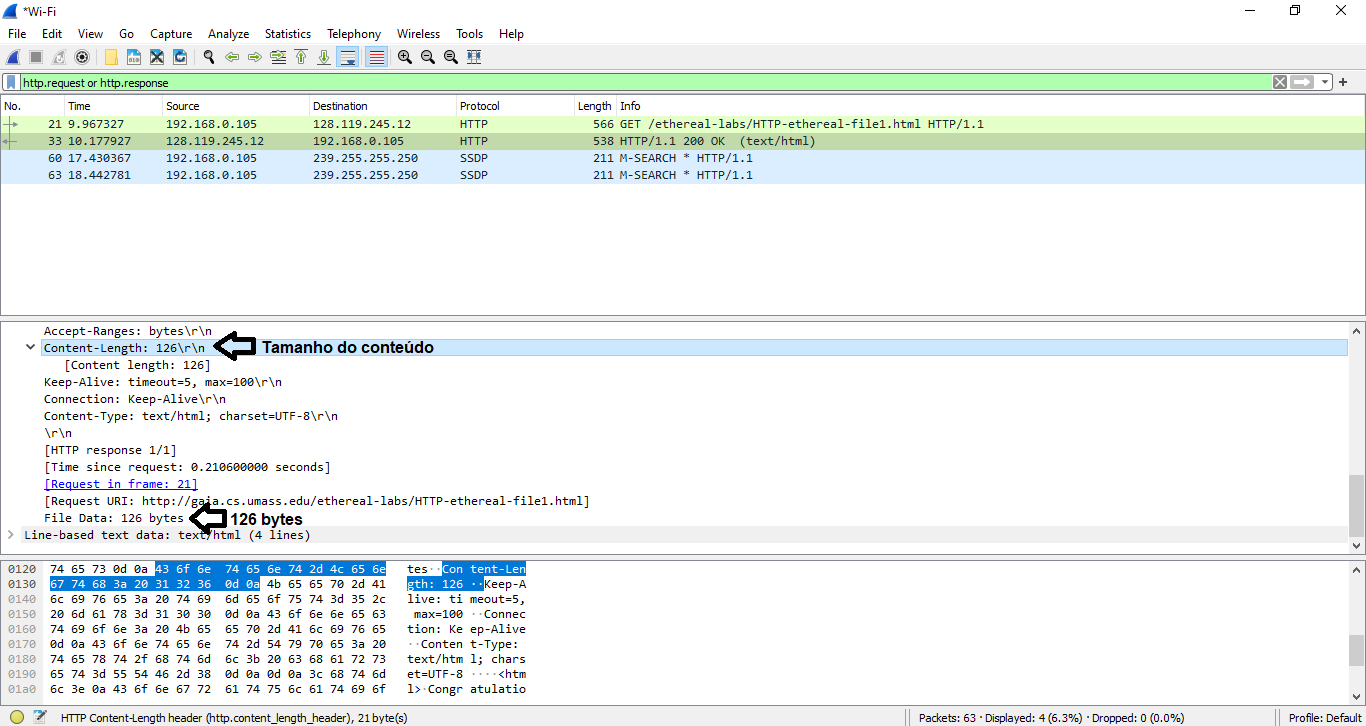 *Wi-Fi
File Edit View Go Capture Analyze Statistics Telephony Wireless Tools Help
http.request or http.response
No. Time Source Destination Protocol Length Info
21 9.967327 192.168.0.105 128.119.245.12 HTTP 566 GET /ethereal-labs/HTTP-ethereal-file1.html HTTP/1.1
33 10.177927 128.119.245.12 192.168.0.105 HTTP 538 HTTP/1.1 200 OK (text/html)
60 17.430367 192.168.0.105 239.255.255.250 SSDP 211 M-SEARCH * HTTP/1.1
63 18.442781 192.168.0.105 239.255.255.250 SSDP 211 M-SEARCH * HTTP/1.1
Accept-Ranges: bytes\r\n
Content-Length: 126\r\n Tamanho do conteúdo
[Content length: 126]
Keep-Alive: timeout=5, max=100\r\n
Connection: Keep-Alive\r\n
Content-Type: text/html; charset=UTF-8\r\n
\r\n
[HTTP response 1/1]
[Time since request: 0.210600000 seconds]
[Request in frame: 21]
[Request URI: http://gaia.cs.umass.edu/ethereal-labs/HTTP-ethereal-file1.html]
File Data: 126 bytes 126 bytes
Line-based text data: text/html (4 lines)
0120 74 65 73 0d 0a 43 6f 6e 74 65 6e 74 2d 4c 65 6e tes··Con tent-Len
0130 67 74 68 3a 20 31 32 36 0d 0a 4b 65 65 70 2d 41 gth: 126 ··Keep-A
0140 6c 69 76 65 3a 20 74 69 6d 65 6f 75 74 3d 35 2c live: ti meout=5,
0150 20 6d 61 78 3d 31 30 30 0d 0a 43 6f 6e 6e 65 63 max=100 ··Connec
0160 74 69 6f 6e 3a 20 4b 65 65 70 2d 41 6c 69 76 65 tion: Ke ep-Alive
0170 0d 0a 43 6f 6e 74 65 6e 74 2d 54 79 70 65 3a 20 ··Conten t-Type:
0180 74 65 78 74 2f 68 74 6d 6c 3b 20 63 68 61 72 73 text/htm l; chars
0190 65 74 3d 55 54 46 2d 38 0d 0a 0d 0a 3c 68 74 6d et=UTF-8 ····<htm
01a0 6c 3e 0a 43 6f 6e 67 72 61 74 75 6c 61 74 69 6f l>·Congr atulatio
HTTP Content-Length header (http.content_length_header), 21 byte(s) Packets: 63 · Displayed: 4 (6.3%) · Dropped: 0 (0.0%) Profile: Default